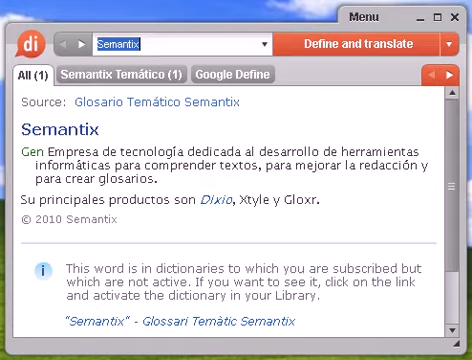 Menu
di
Semantix
Define and translate
All (1)
Semantix Temático (1)
Google Define
Source: Glosario Temático Semantix
Semantix
Gen Empresa de tecnología dedicada al desarrollo de herramientas
informáticas para comprender textos, para mejorar la redacción y
para crear glosarios.
Su principales productos son Dixio, Xtyle y Gloxr.
© 2010 Semantix
This word is in dictionaries to which you are subscribed but
which are not active. If you want to see it, click on the link
and activate the dictionary in your Library.
"Semantix" - Glossari Temàtic Semantix